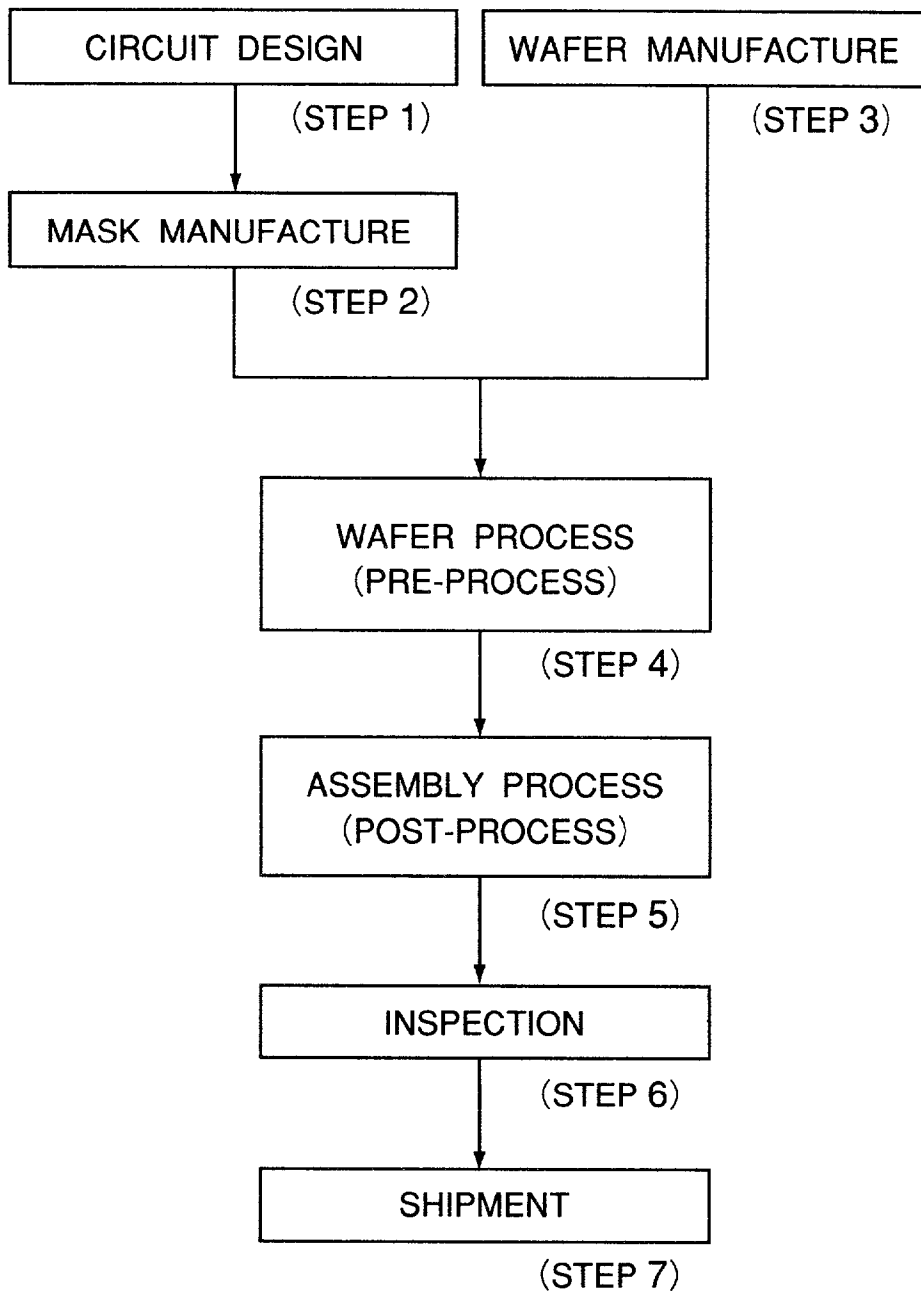 CIRCUIT DESIGN
(STEP 1)
WAFER MANUFACTURE
(STEP 3)
MASK MANUFACTURE
(STEP 2)
WAFER PROCESS
(PRE-PROCESS)
(STEP 4)
ASSEMBLY PROCESS
(POST-PROCESS)
(STEP 5)
INSPECTION
(STEP 6)
SHIPMENT
(STEP 7)